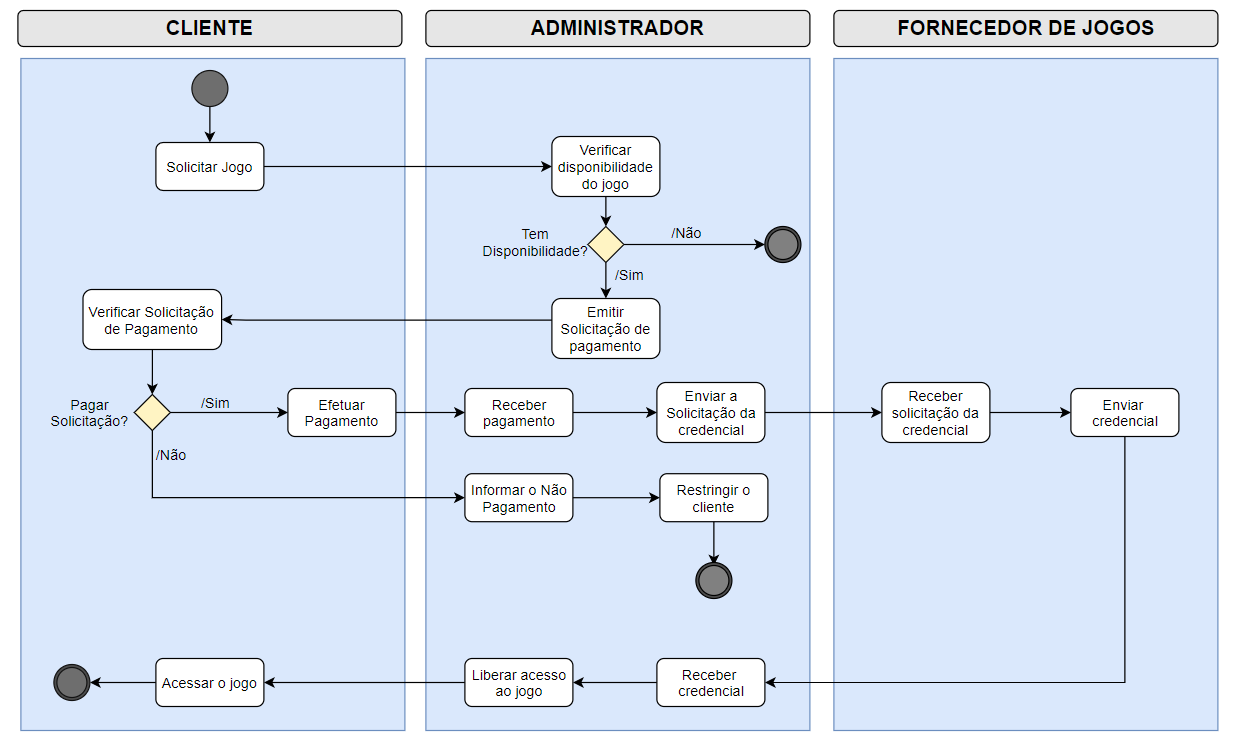 CLIENTE
ADMINISTRADOR
FORNECEDOR DE JOGOS
Solicitar Jogo
Verificar
disponibilidade
do jogo
Tem
Disponibilidade?
/Não
/Sim
Emitir
Solicitação de
pagamento
Verificar Solicitação
de Pagamento
Pagar
Solicitação?
/Sim
/Não
Efetuar
Pagamento
Receber
pagamento
Enviar a
Solicitação da
credencial
Receber
solicitação da
credencial
Enviar
credencial
Informar o Não
Pagamento
Restringir o
cliente
Acessar o jogo
Liberar acesso
ao jogo
Receber
credencial